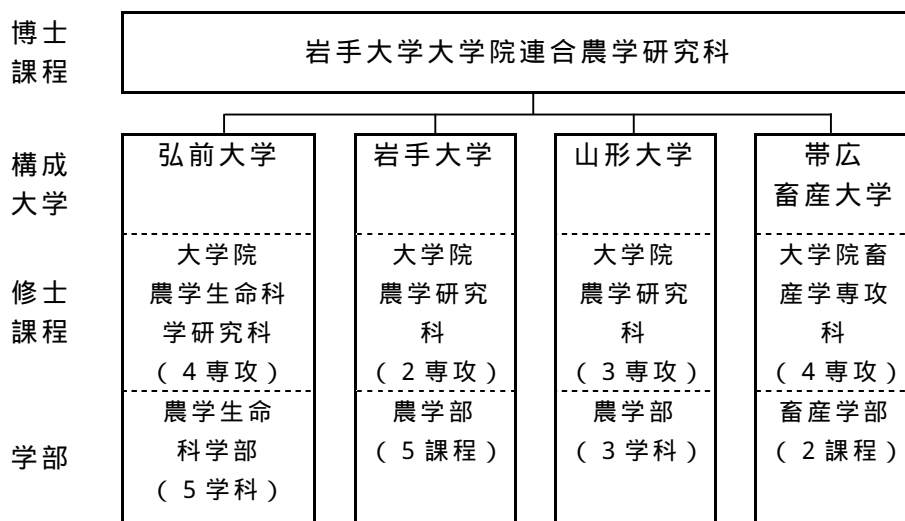 博士
課程
岩手大学大学院連合農学研究科
構成
大学
弘前大学
岩手大学
山形大学
帯広
畜産大学
修士
課程
大学院
農学生命科
学研究科
(4専攻)
大学院
農学研究
科
(2専攻)
大学院
農学研究
科
(3専攻)
大学院畜
産学専攻
科
(4専攻)
学部
農学生命
科学部
(5学科)
農学部
(5課程)
農学部
(3学科)
畜産学部
(2課程)